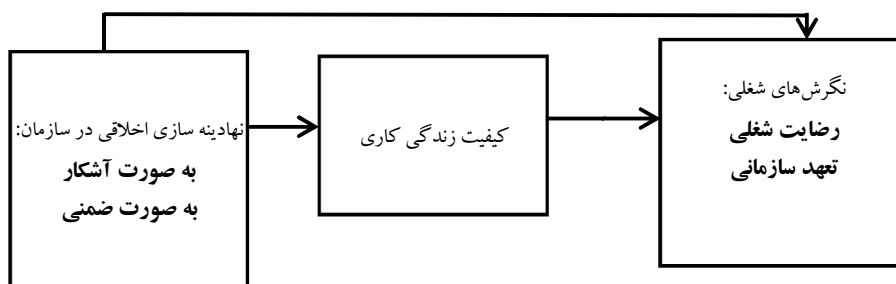 نگرش‌های شغلی:
رضایت شغلی
تعهد سازمانی
کیفیت زندگی کاری
نهادینه سازی اخلاقی در سازمان:
به صورت آشکار
به صورت ضمنی